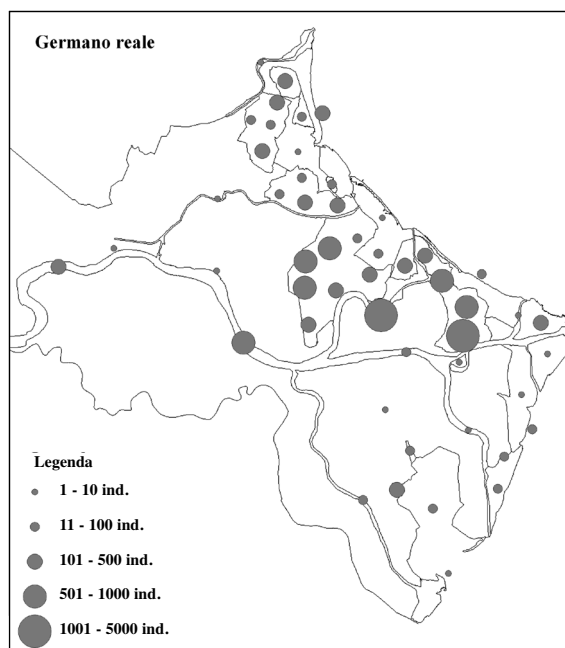 Germano reale
Legenda
1 - 10 ind.
11 - 100 ind.
101 - 500 ind.
501 - 1000 ind.
1001 - 5000 ind.